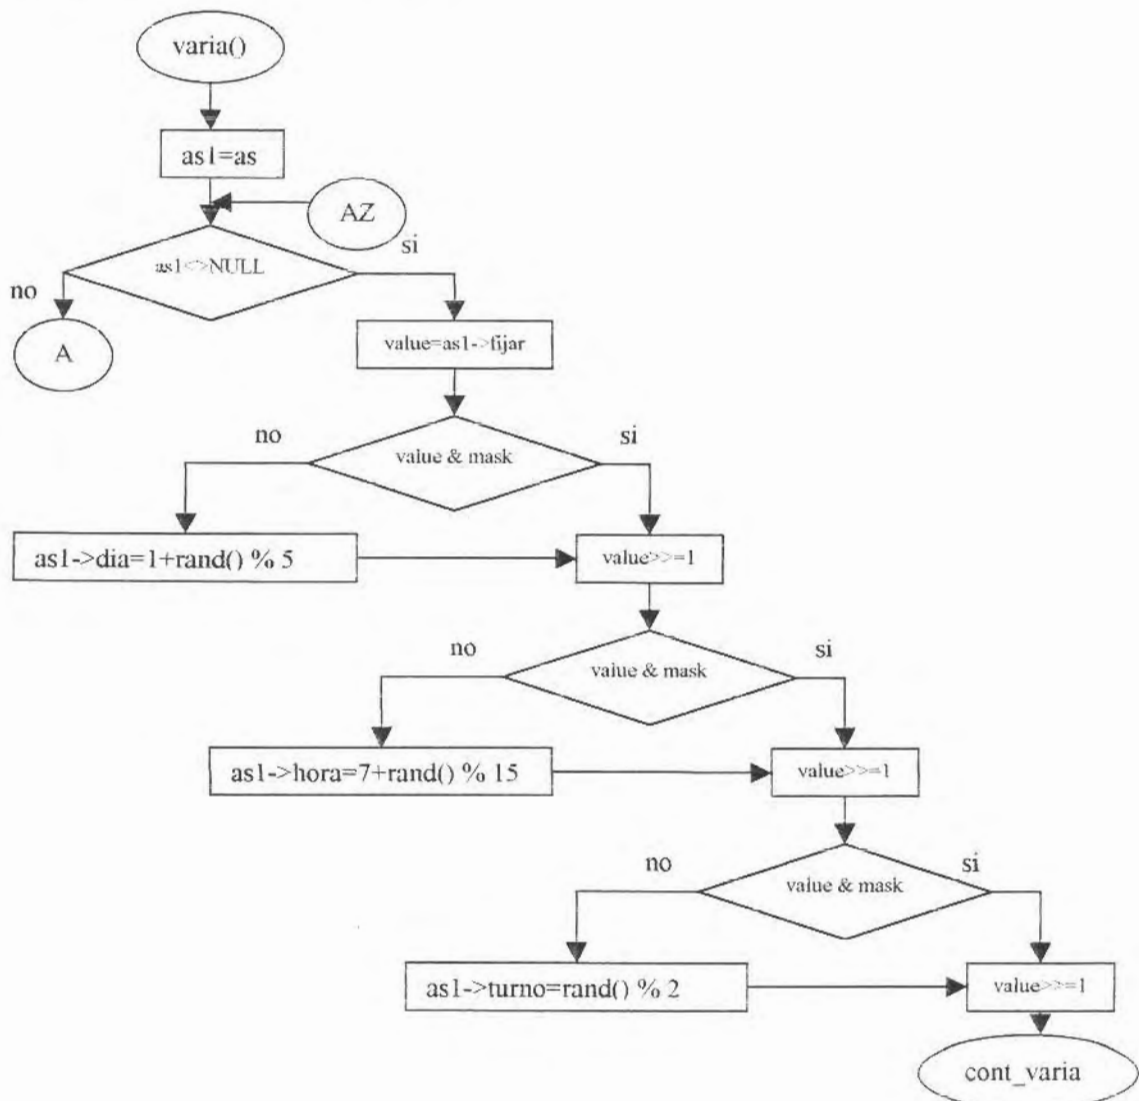 varia()
as1=as
AZ
si
as1<>NULL
no
A
value=as1->fijar
no
si
value & mask
as1->dia=1+rand() % 5
value>>=1
no
si
value & mask
as1->hora=7+rand() % 15
value>>=1
no
si
value & mask
as1->turno=rand() % 2
value>>=1
cont_varia